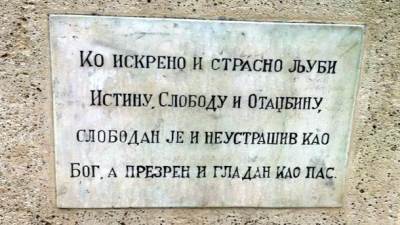 Ко искрено и страсно љуби
Истину, Слободу и Отаџбину,
слободан је и неустрашив као
Бог, а презрен и гладан као пас.